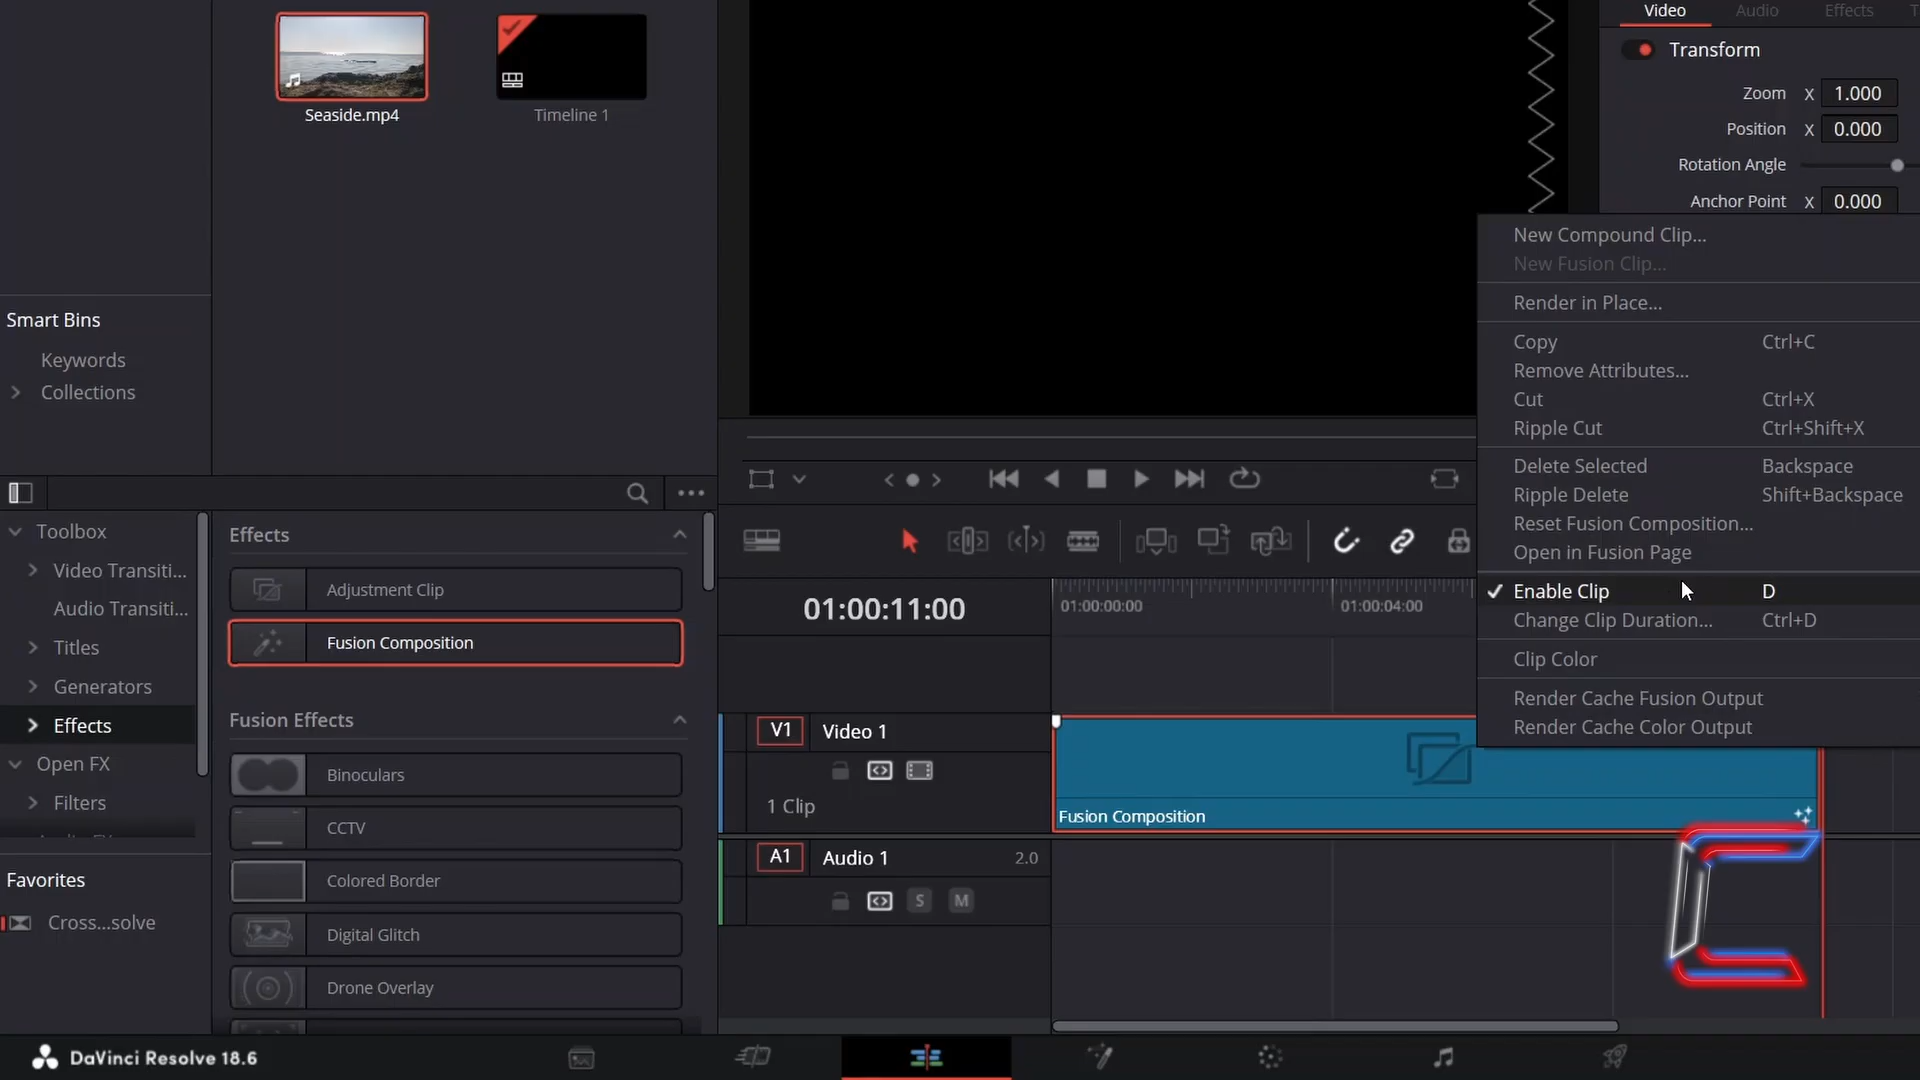 Seaside.mp4
Timeline 1
Smart Bins
Keywords
Collections
Toolbox
Video Transiti...
Audio Transiti...
Titles
Generators
Effects
Open FX
Filters
Favorites
Cross...solve
Effects
Adjustment Clip
Fusion Composition
Fusion Effects
Binoculars
CCTV
Colored Border
Digital Glitch
Drone Overlay
01:00:11:00
01:00:00:00
01:00:04:00
V1 Video 1
1 Clip
Fusion Composition
A1 Audio 1 2.0
S M
Video Audio Effects T
Transform
Zoom X 1.000
Position X 0.000
Rotation Angle
Anchor Point X 0.000
New Compound Clip...
New Fusion Clip...
Render in Place...
Copy Ctrl+C
Remove Attributes...
Cut Ctrl+X
Ripple Cut Ctrl+Shift+X
Delete Selected Backspace
Ripple Delete Shift+Backspace
Reset Fusion Composition...
Open in Fusion Page
Enable Clip D
Change Clip Duration... Ctrl+D
Clip Color
Render Cache Fusion Output
Render Cache Color Output
DaVinci Resolve 18.6